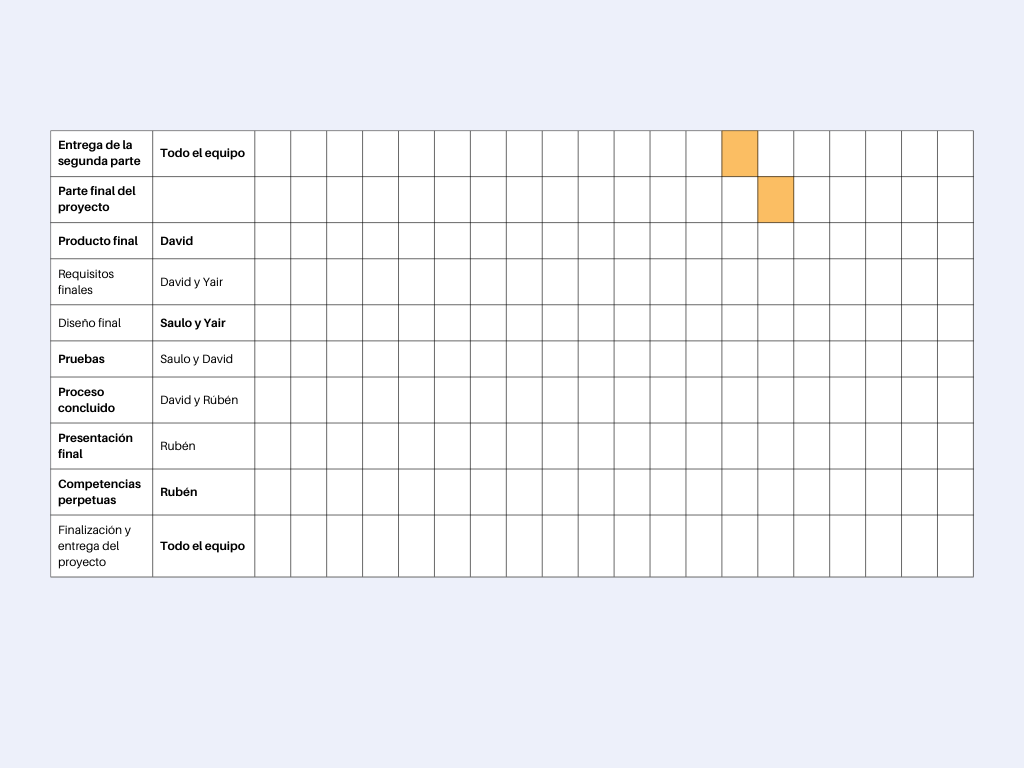 Entrega de la
segunda parte
Todo el equipo
Parte final del
proyecto
Producto final
David
Requisitos
finales
David y Yair
Diseño final
Saulo y Yair
Pruebas
Saulo y David
Proceso
concluido
David y Rúbén
Presentación
final
Rubén
Competencias
perpetuas
Rubén
Finalización y
entrega del
proyecto
Todo el equipo